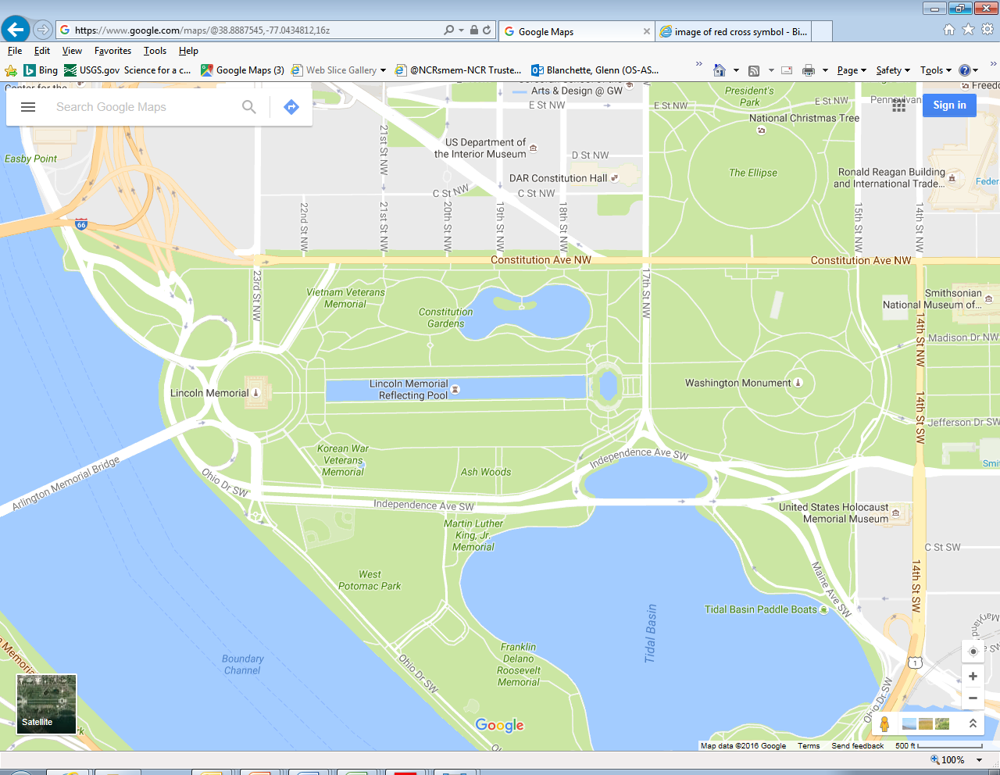 https://www.google.com/maps/@38.8887545,-77.0434812,16z
Google Maps
image of red cross symbol - Bi...
File Edit View Favorites Tools Help
Bing
USGS.gov Science for a c...
Google Maps (3)
Web Slice Gallery
@NCRsmem-NCR Truste...
Blanchette, Glenn (OS-AS...
Page Safety Tools
Center for the
Search Google Maps
Arts & Design @ GW
E St NW
E St NW
President's
Park
E St NW
Pennsylvan
Freed
Sign in
National Christmas Tree
21st St NW
US Department of
the Interior Museum
D St NW
Easby Point
The Ellipse
DAR Constitution Hall
Ronald Reagan Building
and International Trade...
Feder
C St NW
C St NW
66
22nd St NW
21st St NW
20th St NW
19th St NW
18th St NW
15th St NW
14th St NW
Constitution Ave NW
Constitution Ave NW
23rd St NW
17th St NW
Vietnam Veterans
Memorial
Constitution
Gardens
Smithsonian
National Museum of...
14th St NW
Madison Dr NW
Lincoln Memorial
Lincoln Memorial
Reflecting Pool
Washington Monument
14th St SW
Jefferson Dr SW
Korean War
Veterans
Memorial
Ash Woods
Independence Ave SW
Smit
Arlington Memorial Bridge
Ohio Dr SW
Independence Ave SW
United States Holocaust
Memorial Museum
Martin Luther
King, Jr.
Memorial
C St SW
West
Potomac Park
Maine Ave SW
14th St SW
Tidal Basin
Tidal Basin Paddle Boats
Maryland
Boundary
Channel
Franklin
Delano
Roosevelt
Memorial
Ohio Dr SW
1
Ohio Dr SW
Satellite
Google
Map data ©2016 Google Terms Send feedback 500 ft
100%